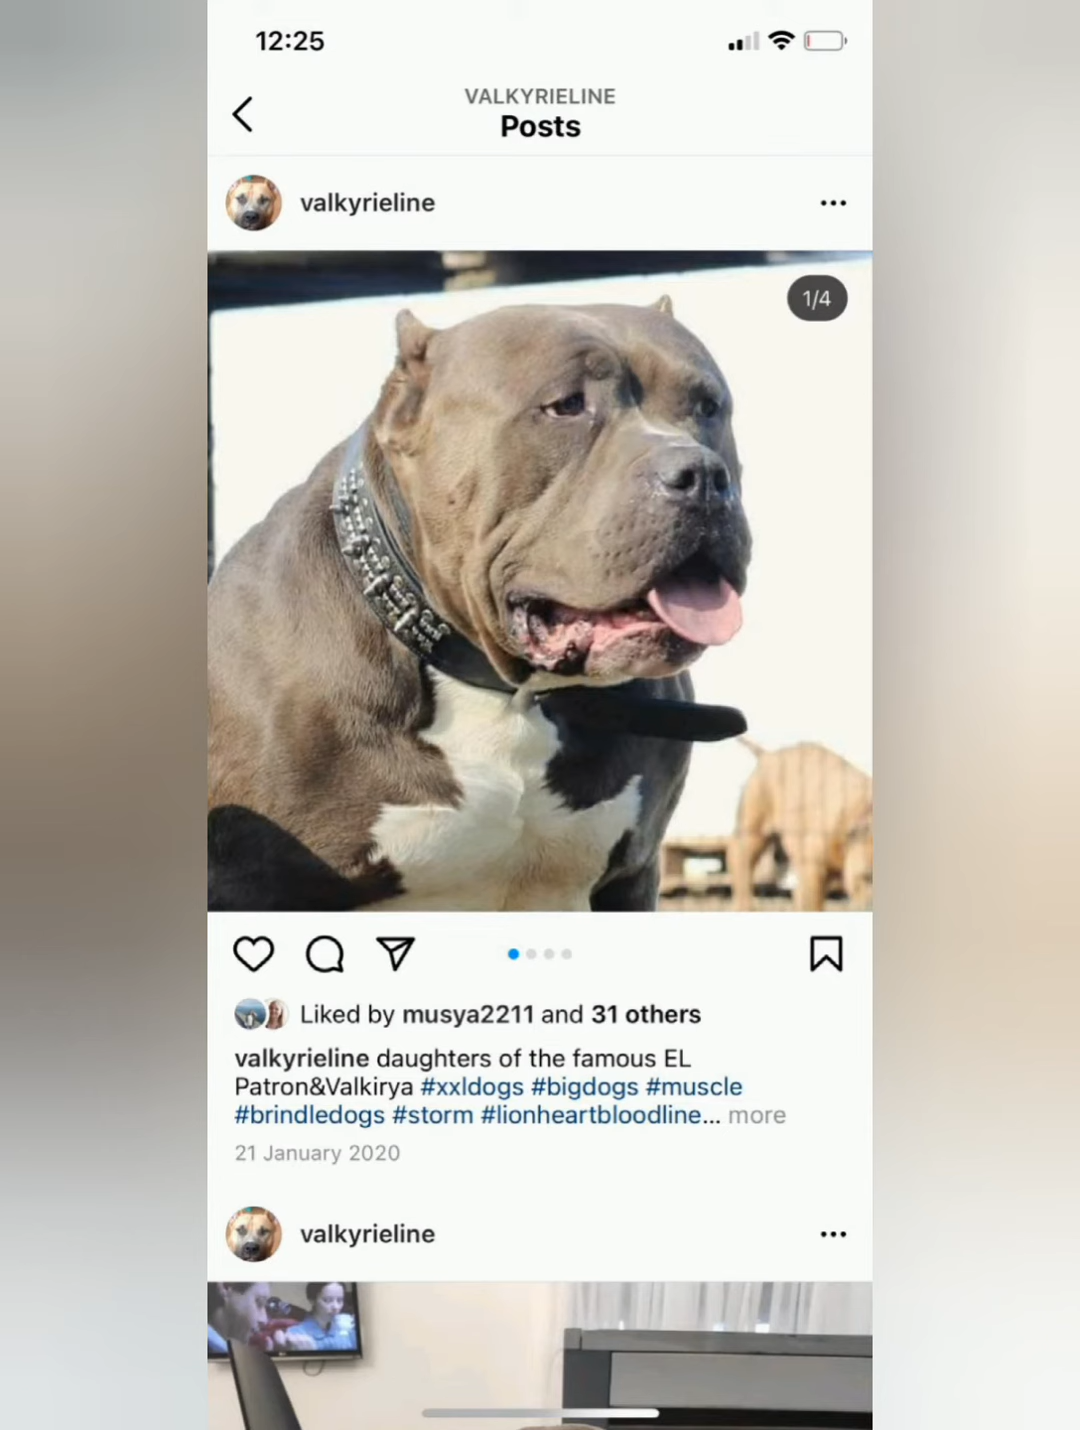 12:25
VALKYRIELINE
Posts
valkyrieline
1/4
Liked by musya2211 and 31 others
valkyrieline daughters of the famous EL
Patron&Valkirya #xxldogs #bigdogs #muscle
#brindledogs #storm #lionheartbloodline... more
21 January 2020
valkyrieline